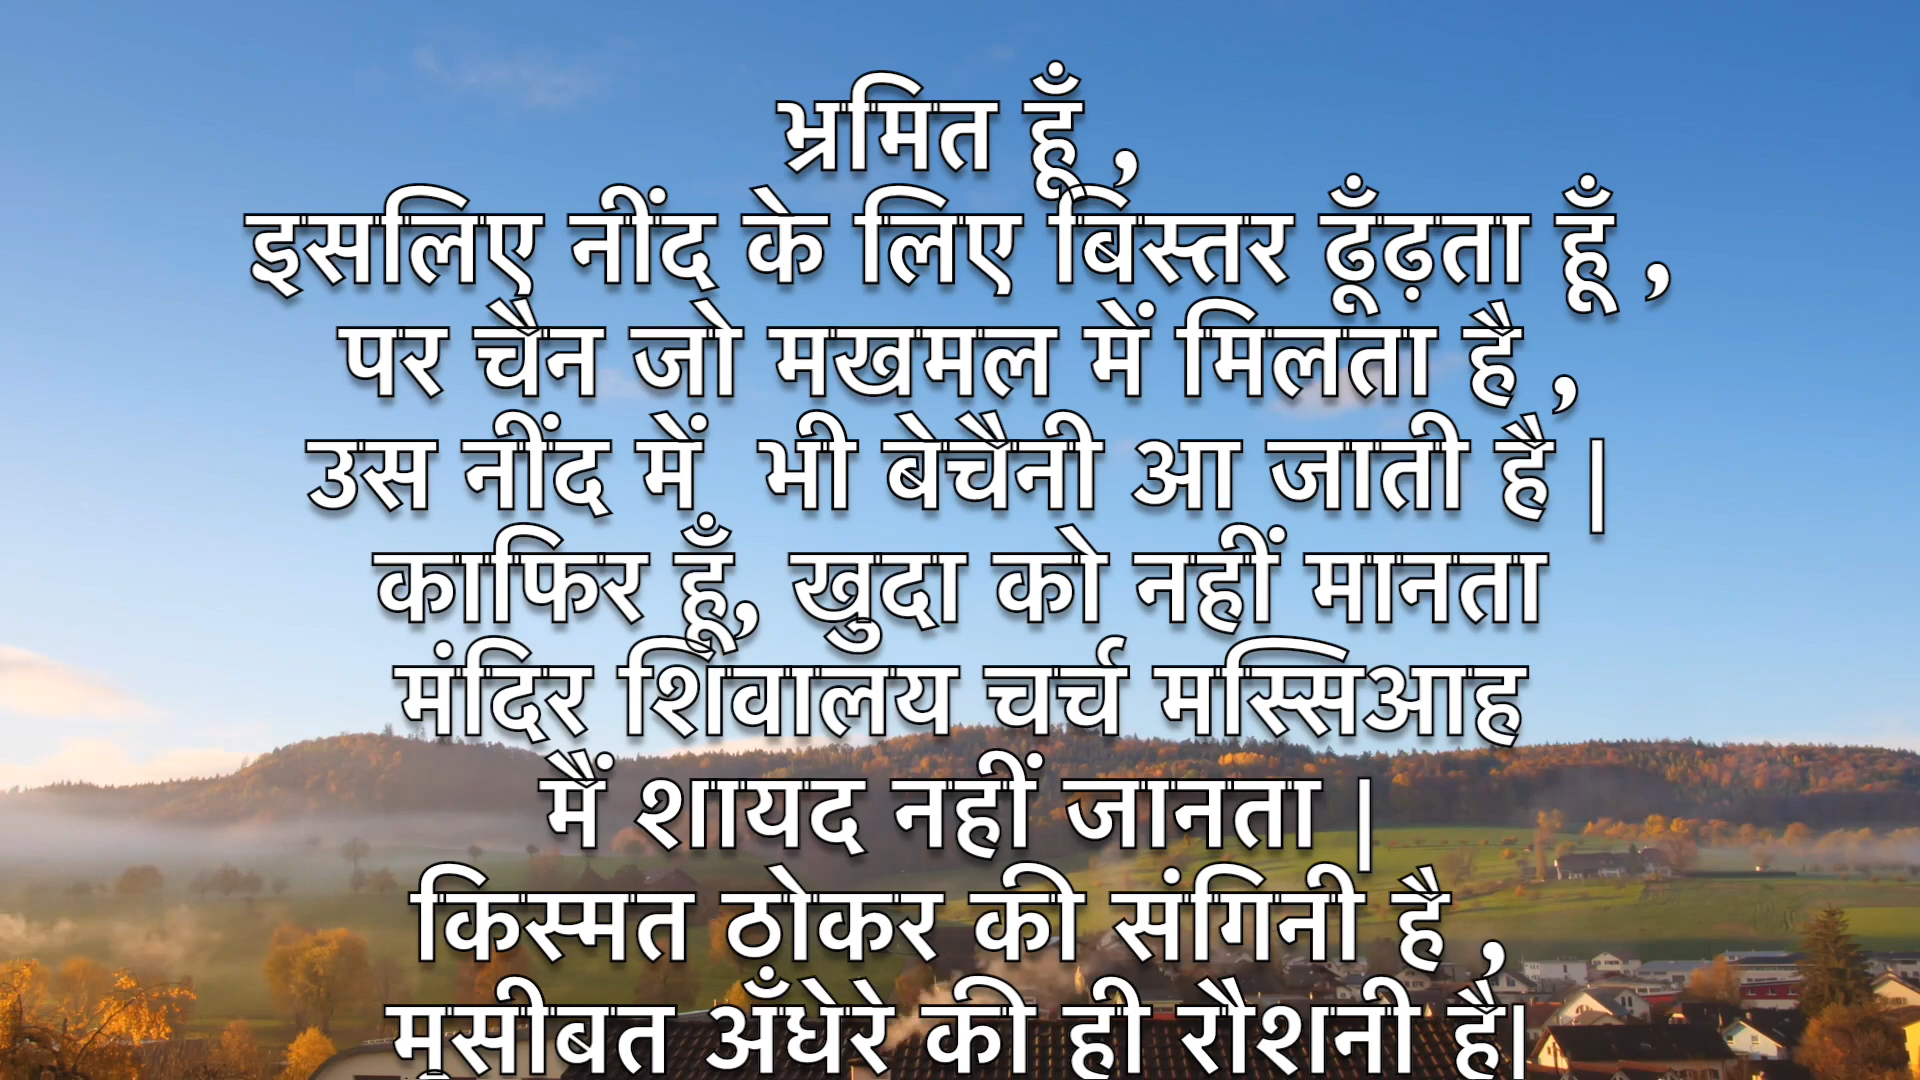 भ्रमित हूँ ,
इसलिए नींद के लिए बिस्तर ढूँढ़ता हूँ ,
पर चैन जो मखमल में मिलता है ,
उस नींद में  भी बेचैनी आ जाती है |
काफिर हूँ, खुदा को नहीं मानता
मंदिर शिवालय चर्च मस्सिआह
मैं शायद नहीं जानता |
किस्मत ठोकर की संगिनी है ,
मुसीबत अँधेरे की ही रौशनी है|